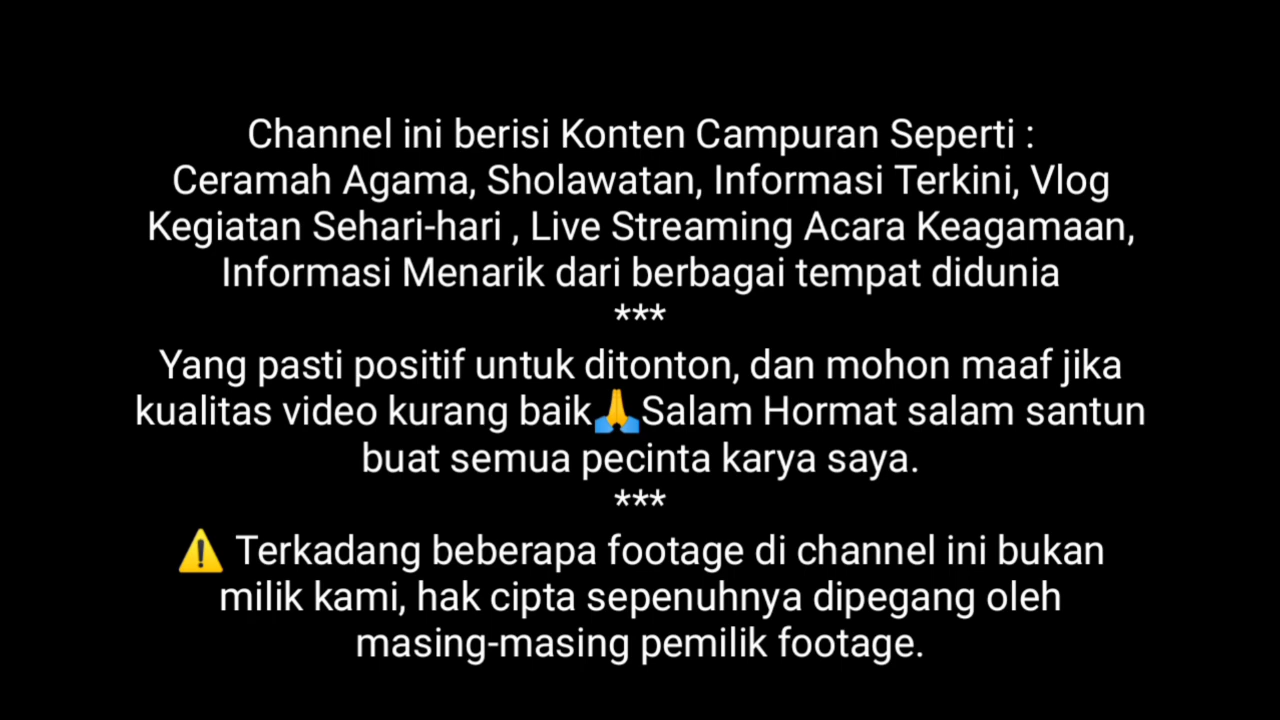 Channel ini berisi Konten Campuran Seperti :
Ceramah Agama, Sholawatan, Informasi Terkini, Vlog
Kegiatan Sehari-hari , Live Streaming Acara Keagamaan,
Informasi Menarik dari berbagai tempat didunia
***
Yang pasti positif untuk ditonton, dan mohon maaf jika
kualitas video kurang baik🙏Salam Hormat salam santun
buat semua pecinta karya saya.
***
⚠️ Terkadang beberapa footage di channel ini bukan
milik kami, hak cipta sepenuhnya dipegang oleh
masing-masing pemilik footage.